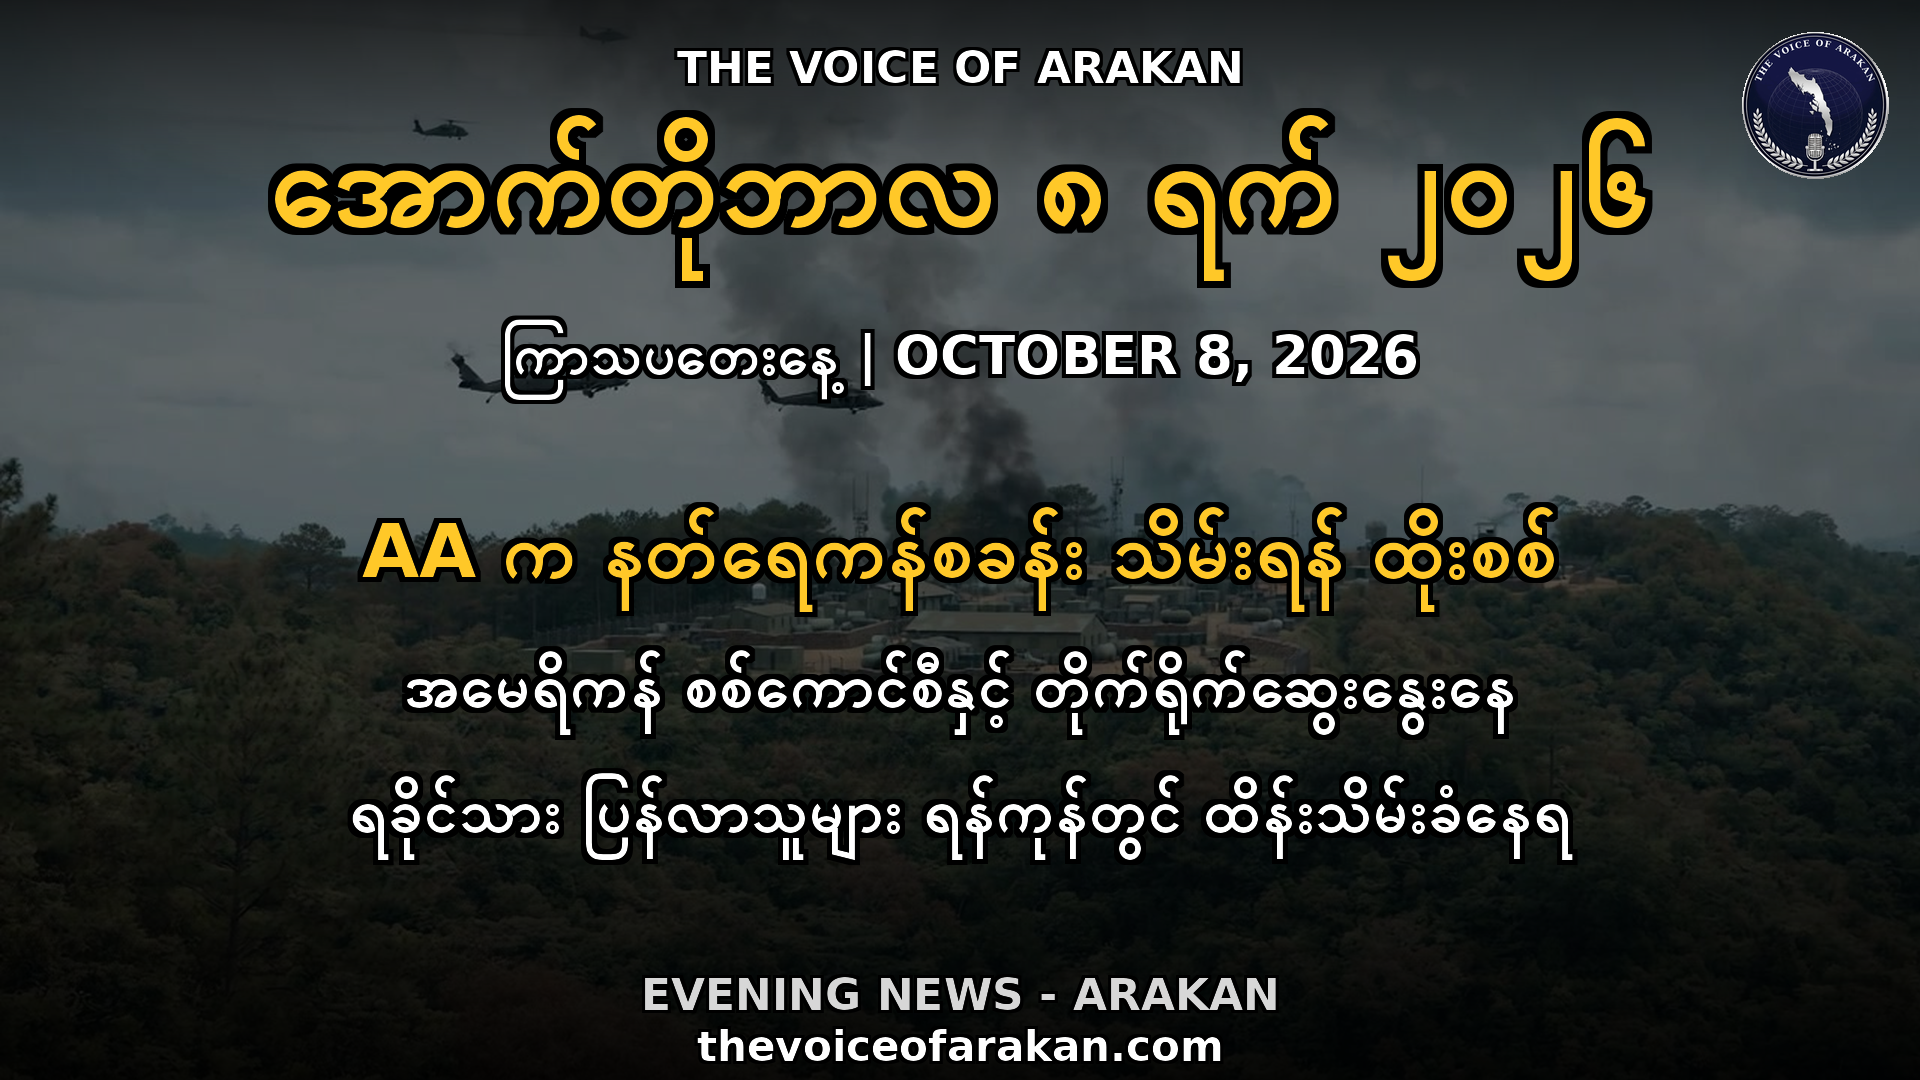 THE VOICE OF ARAKAN
THE VOICE OF ARAKAN
အောက်တိုဘာလ ၈ ရက် ၂၀၂၆
ကြာသပတေးနေ့ | OCTOBER 8, 2026
AA က နတ်ရေကန်စခန်း သိမ်းရန် ထိုးစစ်
အမေရိကန် စစ်ကောင်စီနှင့် တိုက်ရိုက်ဆွေးနွေးနေ
ရခိုင်သား ပြန်လာသူများ ရန်ကုန်တွင် ထိန်းသိမ်းခံနေရ
EVENING NEWS - ARAKAN
thevoiceofarakan.com